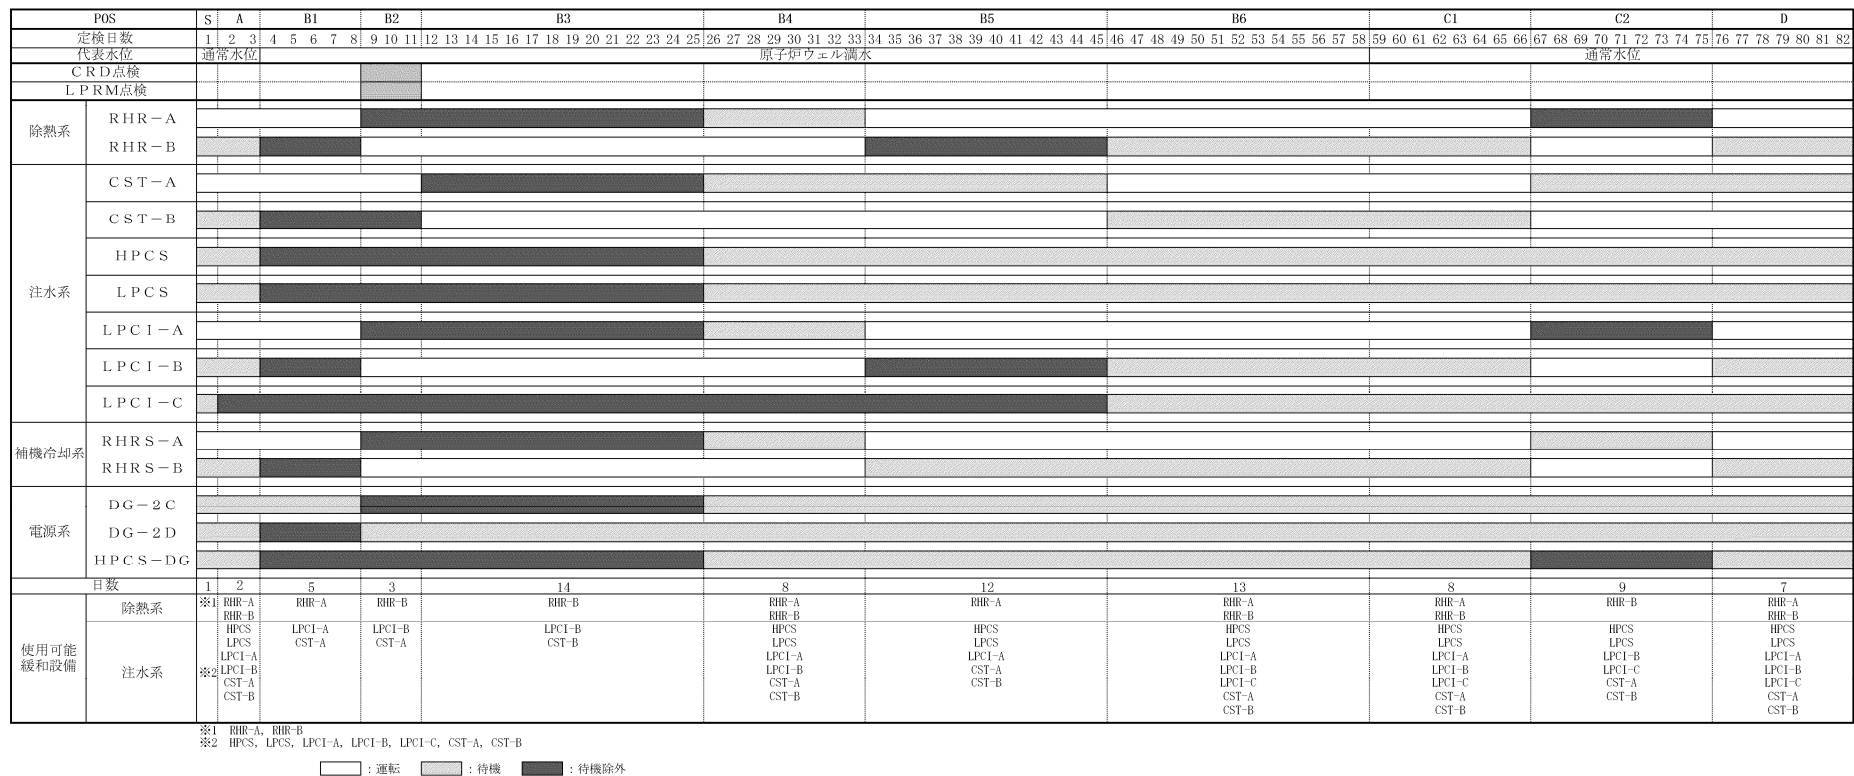 POS S A B1 B2 B3 B4 B5 B6 C1 C2 D
定検日数 1 2 3 4 5 6 7 8 9 10 11 12 13 14 15 16 17 18 19 20 21 22 23 24 25 26 27 28 29 30 31 32 33 34 35 36 37 38 39 40 41 42 43 44 45 46 47 48 49 50 51 52 53 54 55 56 57 58 59 60 61 62 63 64 65 66 67 68 69 70 71 72 73 74 75 76 77 78 79 80 81 82
代表水位 通常水位 原子炉ウェル満水 通常水位
CRD点検
LPRM点検
除熱系
RHR-A
RHR-B
注水系
CST-A
CST-B
HPCS
LPCS
LPCI-A
LPCI-B
LPCI-C
補機冷却系
RHRS-A
RHRS-B
電源系
DG-2C
DG-2D
HPCS-DG
日数 1 2 5 3 14 8 12 13 8 9 7
使用可能
緩和設備
除熱系 ※1 RHR-A RHR-A RHR-B RHR-B RHR-A RHR-A RHR-A RHR-A RHR-B RHR-A
RHR-B RHR-B RHR-B RHR-B RHR-B
注水系 ※2
HPCS LPCI-A LPCI-B LPCI-B HPCS HPCS HPCS HPCS HPCS HPCS
LPCS CST-A CST-A CST-B LPCS LPCS LPCS LPCS LPCS LPCS
LPCI-A LPCI-A LPCI-A LPCI-A LPCI-A LPCI-B LPCI-A
LPCI-B LPCI-B CST-A LPCI-B LPCI-B LPCI-C LPCI-B
CST-A CST-A CST-B LPCI-C LPCI-C CST-A LPCI-C
CST-B CST-B CST-A CST-A CST-B CST-A
CST-B CST-B CST-B
※1 RHR-A, RHR-B
※2 HPCS, LPCS, LPCI-A, LPCI-B, LPCI-C, CST-A, CST-B
：運転 ：待機 ：待機除外